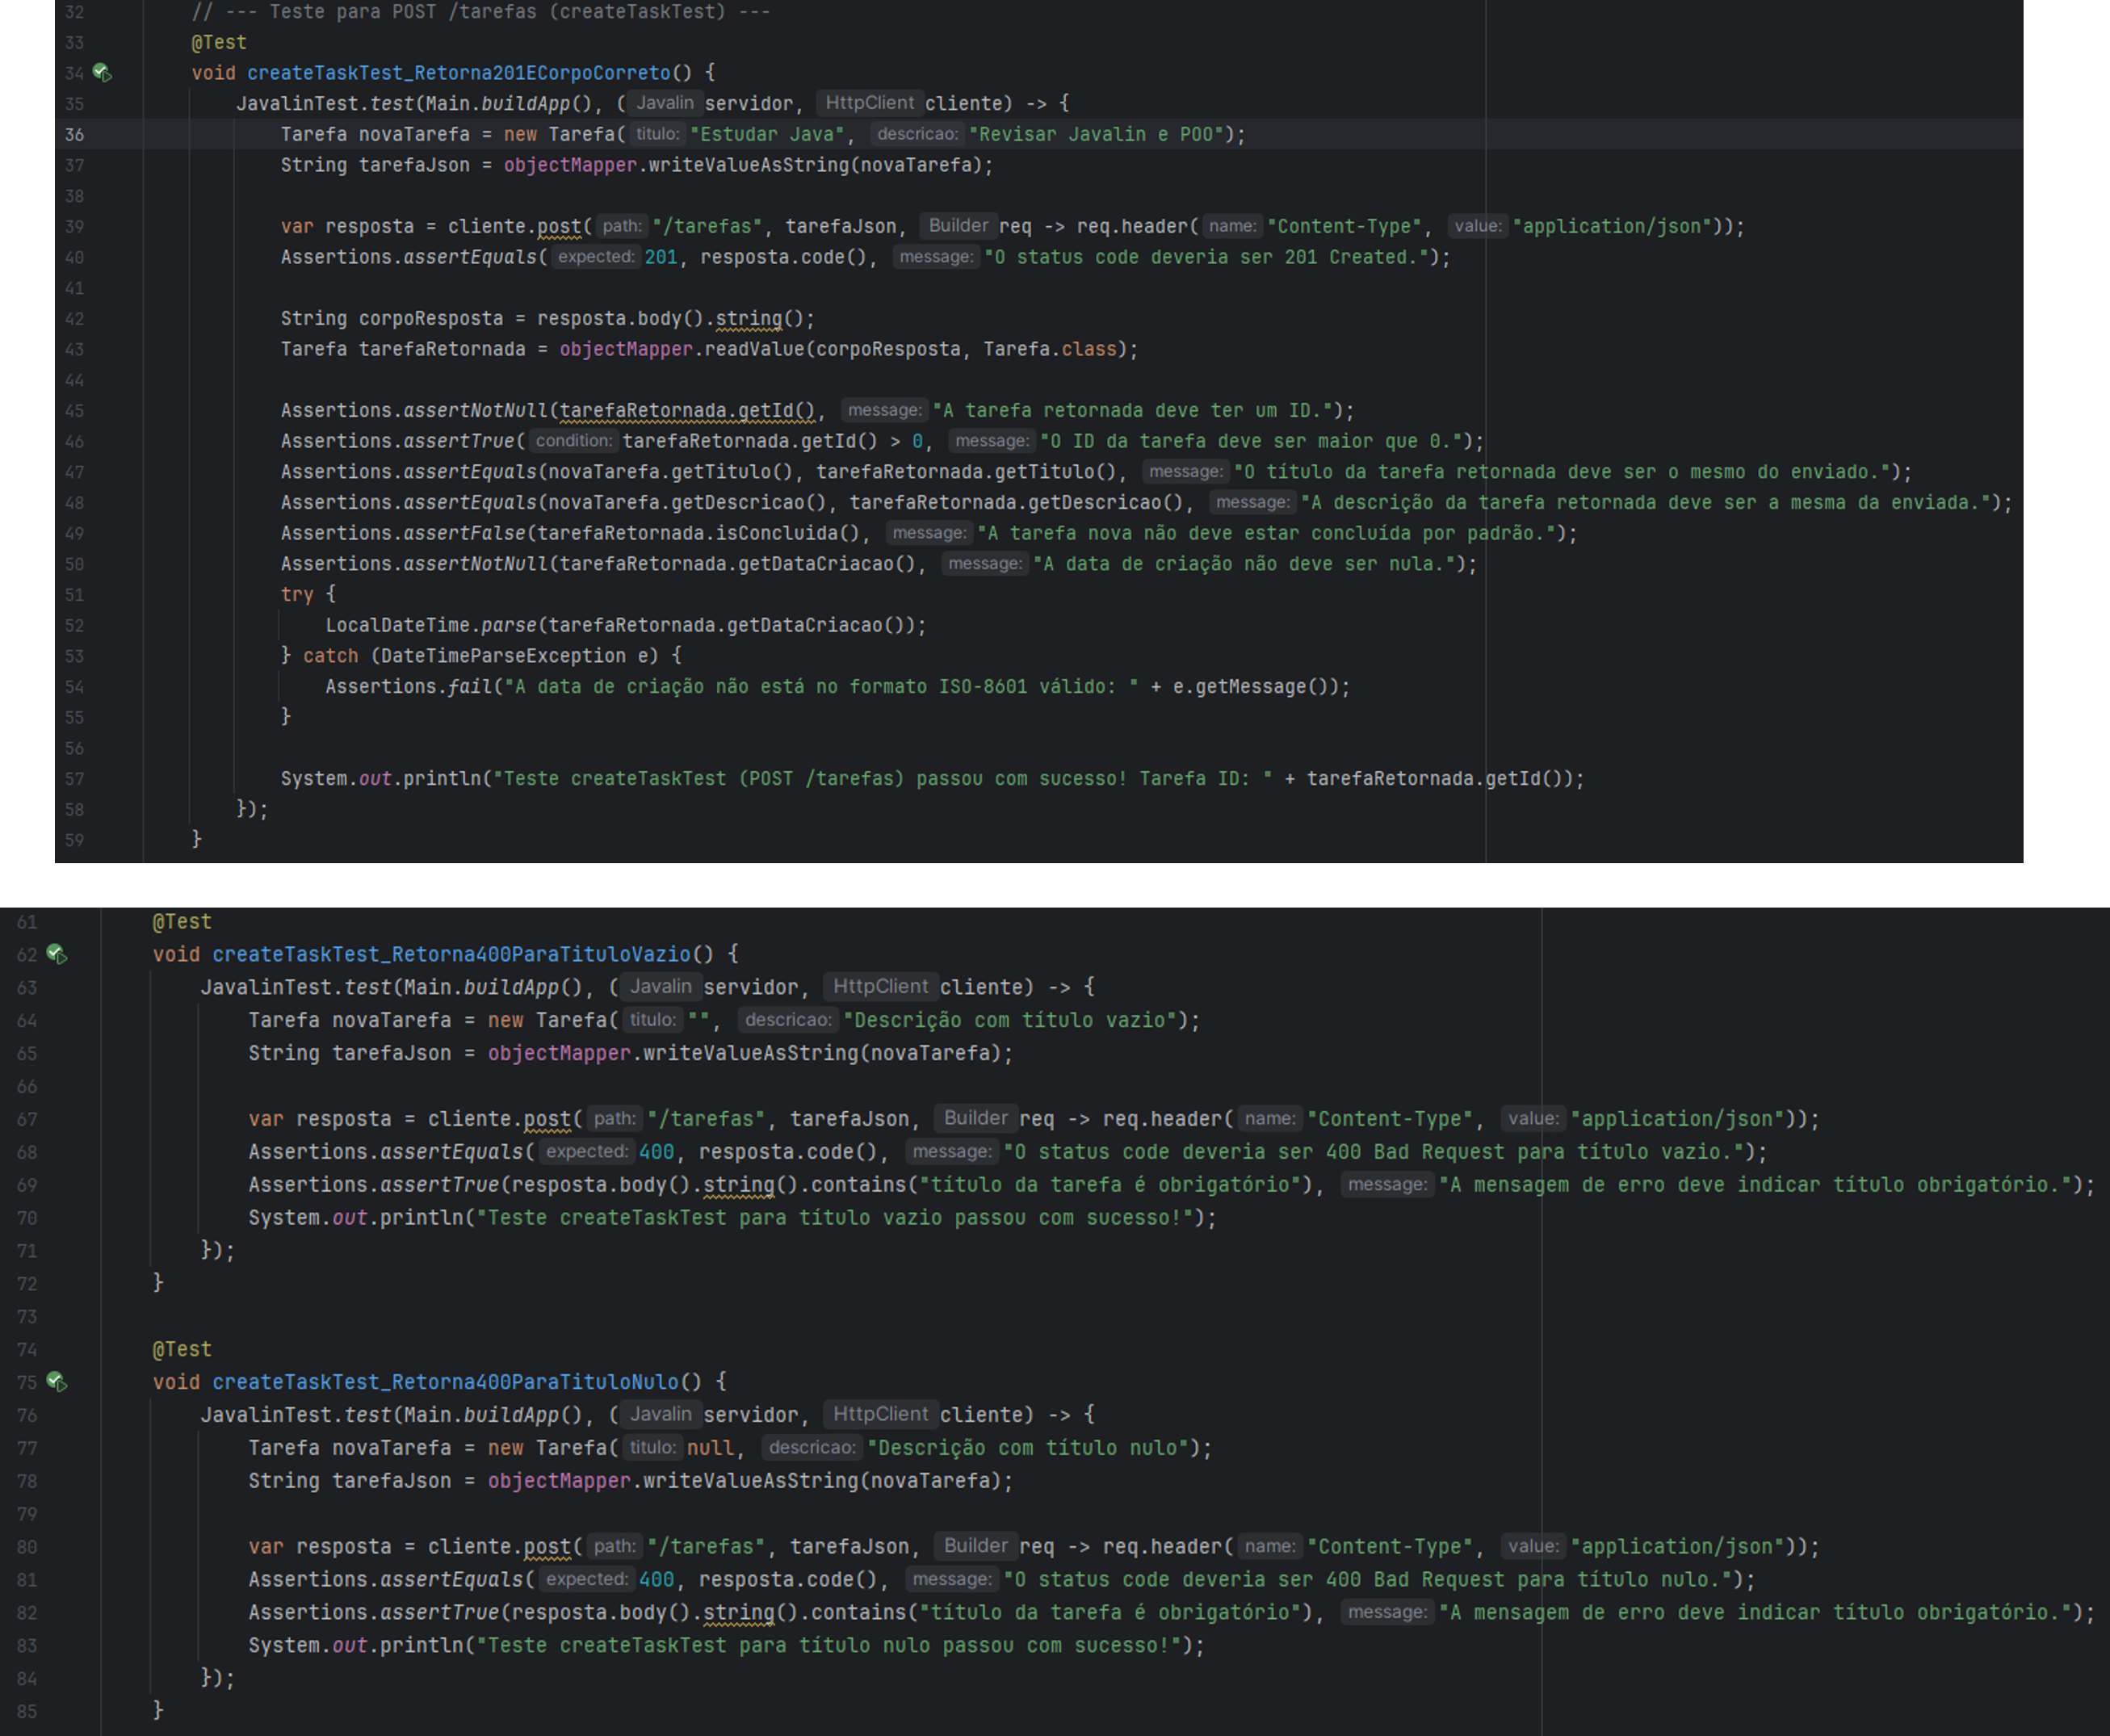 32 // --- Teste para POST /tarefas (createTaskTest) ---
33 @Test
34 void createTaskTest_Retorna201ECorpoCorreto() {
35 JavalinTest.test(Main.buildApp(), ( Javalin servidor, HttpClient cliente) -> {
36 Tarefa novaTarefa = new Tarefa( titulo: "Estudar Java", descricao: "Revisar Javalin e POO");
37 String tarefaJson = objectMapper.writeValueAsString(novaTarefa);
38
39 var resposta = cliente.post( path: "/tarefas", tarefaJson, Builder req -> req.header( name: "Content-Type", value: "application/json"));
40 Assertions.assertEquals( expected: 201, resposta.code(), message: "O status code deveria ser 201 Created.");
41
42 String corpoResposta = resposta.body().string();
43 Tarefa tarefaRetornada = objectMapper.readValue(corpoResposta, Tarefa.class);
44
45 Assertions.assertNotNull(tarefaRetornada.getId(), message: "A tarefa retornada deve ter um ID.");
46 Assertions.assertTrue( condition: tarefaRetornada.getId() > 0, message: "O ID da tarefa deve ser maior que 0.");
47 Assertions.assertEquals(novaTarefa.getTitulo(), tarefaRetornada.getTitulo(), message: "O título da tarefa retornada deve ser o mesmo do enviado.");
48 Assertions.assertEquals(novaTarefa.getDescricao(), tarefaRetornada.getDescricao(), message: "A descrição da tarefa retornada deve ser a mesma da enviada.");
49 Assertions.assertFalse(tarefaRetornada.isConcluida(), message: "A tarefa nova não deve estar concluída por padrão.");
50 Assertions.assertNotNull(tarefaRetornada.getDataCriacao(), message: "A data de criação não deve ser nula.");
51 try {
52 LocalDateTime.parse(tarefaRetornada.getDataCriacao());
53 } catch (DateTimeParseException e) {
54 Assertions.fail("A data de criação não está no formato ISO-8601 válido: " + e.getMessage());
55 }
56
57 System.out.println("Teste createTaskTest (POST /tarefas) passou com sucesso! Tarefa ID: " + tarefaRetornada.getId());
58 });
59 }
61 @Test
62 void createTaskTest_Retorna400ParaTituloVazio() {
63 JavalinTest.test(Main.buildApp(), ( Javalin servidor, HttpClient cliente) -> {
64 Tarefa novaTarefa = new Tarefa( titulo: "", descricao: "Descrição com título vazio");
65 String tarefaJson = objectMapper.writeValueAsString(novaTarefa);
66
67 var resposta = cliente.post( path: "/tarefas", tarefaJson, Builder req -> req.header( name: "Content-Type", value: "application/json"));
68 Assertions.assertEquals( expected: 400, resposta.code(), message: "O status code deveria ser 400 Bad Request para título vazio.");
69 Assertions.assertTrue(resposta.body().string().contains("título da tarefa é obrigatório"), message: "A mensagem de erro deve indicar título obrigatório.");
70 System.out.println("Teste createTaskTest para título vazio passou com sucesso!");
71 });
72 }
73
74 @Test
75 void createTaskTest_Retorna400ParaTituloNulo() {
76 JavalinTest.test(Main.buildApp(), ( Javalin servidor, HttpClient cliente) -> {
77 Tarefa novaTarefa = new Tarefa( titulo: null, descricao: "Descrição com título nulo");
78 String tarefaJson = objectMapper.writeValueAsString(novaTarefa);
79
80 var resposta = cliente.post( path: "/tarefas", tarefaJson, Builder req -> req.header( name: "Content-Type", value: "application/json"));
81 Assertions.assertEquals( expected: 400, resposta.code(), message: "O status code deveria ser 400 Bad Request para título nulo.");
82 Assertions.assertTrue(resposta.body().string().contains("título da tarefa é obrigatório"), message: "A mensagem de erro deve indicar título obrigatório.");
83 System.out.println("Teste createTaskTest para título nulo passou com sucesso!");
84 });
85 }